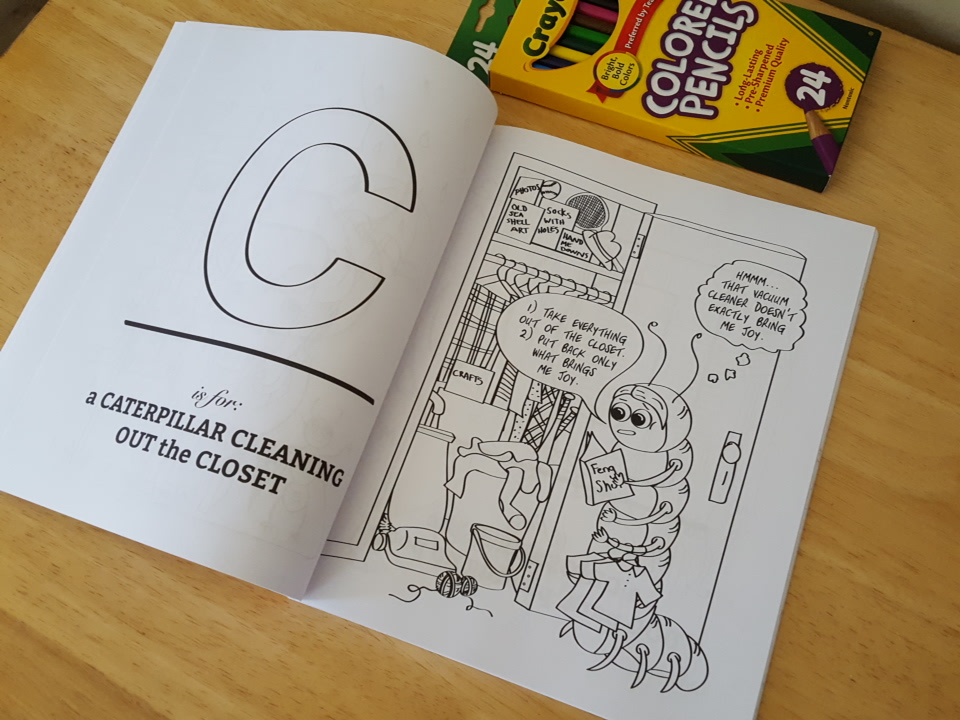 C
is for:
a CATERPILLAR CLEANING
OUT the CLOSET
PHOTOS
OLD
SEA
SHELL
ART
SOCKS
WITH
HOLES
HAND
ME
DOWNS
1) TAKE EVERYTHING
OUT OF THE CLOSET.
2) PUT BACK ONLY
WHAT BRINGS
ME JOY.
HMMM...
THAT VACUUM
CLEANER DOESN'T
EXACTLY BRING
ME JOY.
CRAFTS
Feng
Shui
24
Cray
Preferred by Tea
Bright,
Bold
Colors
COLORED
PENCILS
• Long-Lasting
• Pre-Sharpened
• Premium Quality
24